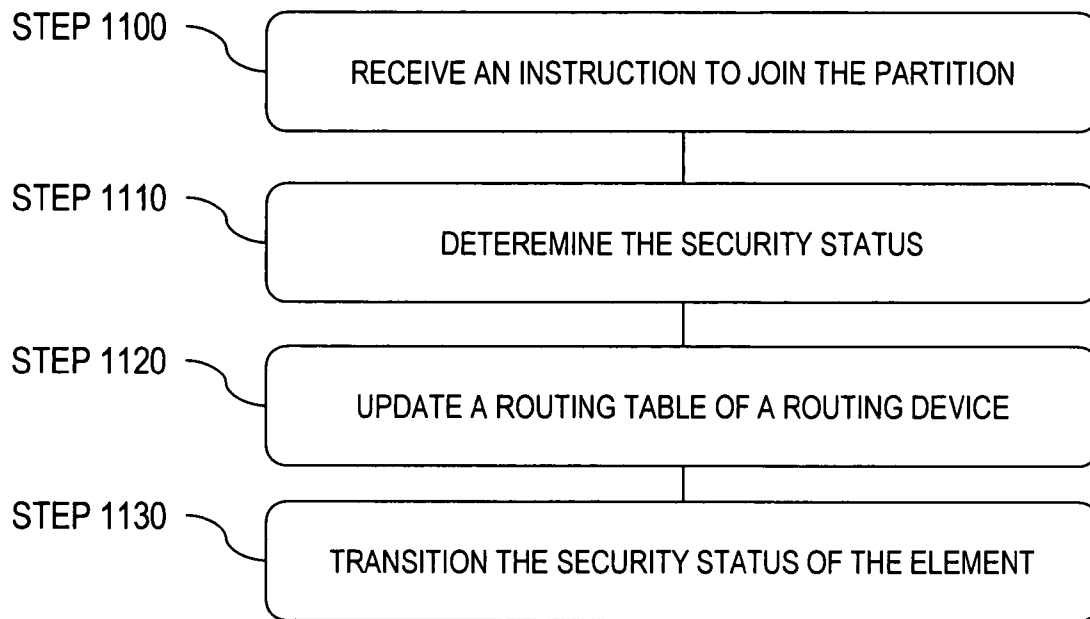 STEP 1100
RECEIVE AN INSTRUCTION TO JOIN THE PARTITION
STEP 1110
DETEREMINE THE SECURITY STATUS
STEP 1120
UPDATE A ROUTING TABLE OF A ROUTING DEVICE
STEP 1130
TRANSITION THE SECURITY STATUS OF THE ELEMENT